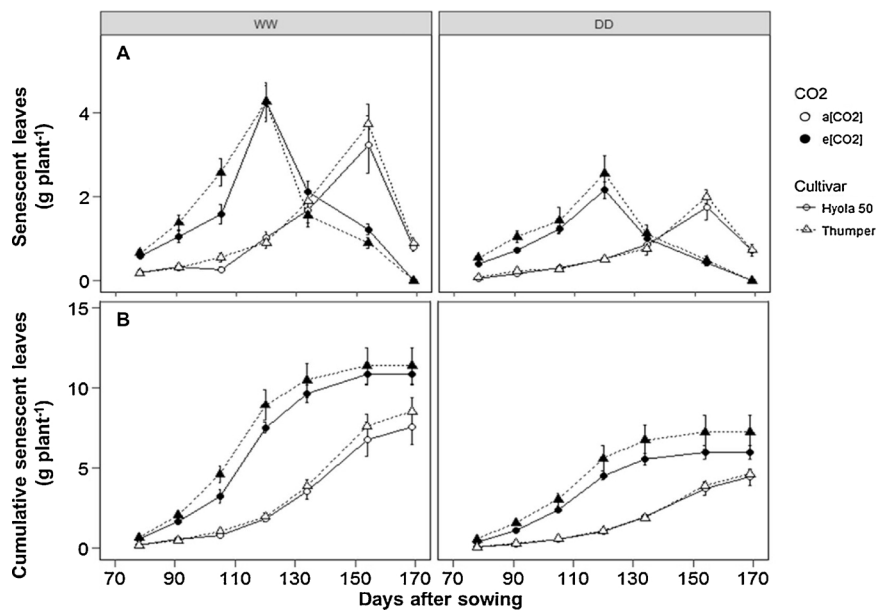 WW
DD
A
Senescent leaves
(g plant-1)
4
2
0
B
Cumulative senescent leaves
(g plant-1)
15
10
5
0
70 90 110 130 150 170
70 90 110 130 150 170
Days after sowing
CO2
a[CO2]
e[CO2]
Cultivar
Hyola 50
Thumper